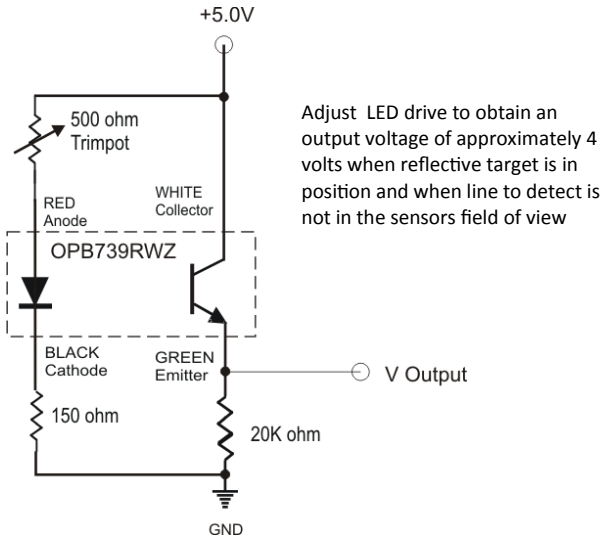 +5.0V
500 ohm
Trimpot
Adjust LED drive to obtain an
output voltage of approximately 4
volts when reflective target is in
position and when line to detect is
not in the sensors field of view
RED
Anode
WHITE
Collector
OPB739RWZ
BLACK
Cathode
GREEN
Emitter
V Output
150 ohm
20K ohm
GND